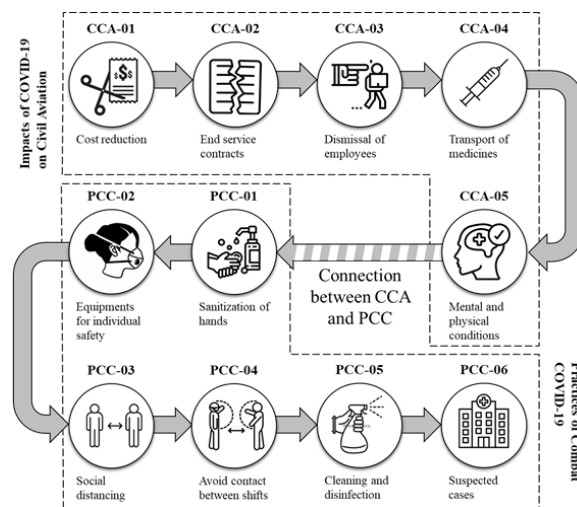 Impacts of COVID-19
on Civil Aviation
CCA-01
CCA-02
CCA-03
CCA-04
$
Cost reduction
End service
contracts
Dismissal of
employees
Transport of
medicines
PCC-02
PCC-01
CCA-05
Equipments
for individual
safety
Sanitization of
hands
Connection
between CCA
and PCC
Mental and
physical
conditions
PCC-03
PCC-04
PCC-05
PCC-06
Social
distancing
Avoid contact
between shifts
Cleaning and
disinfection
Suspected
cases
Practices of Combat
COVID-19